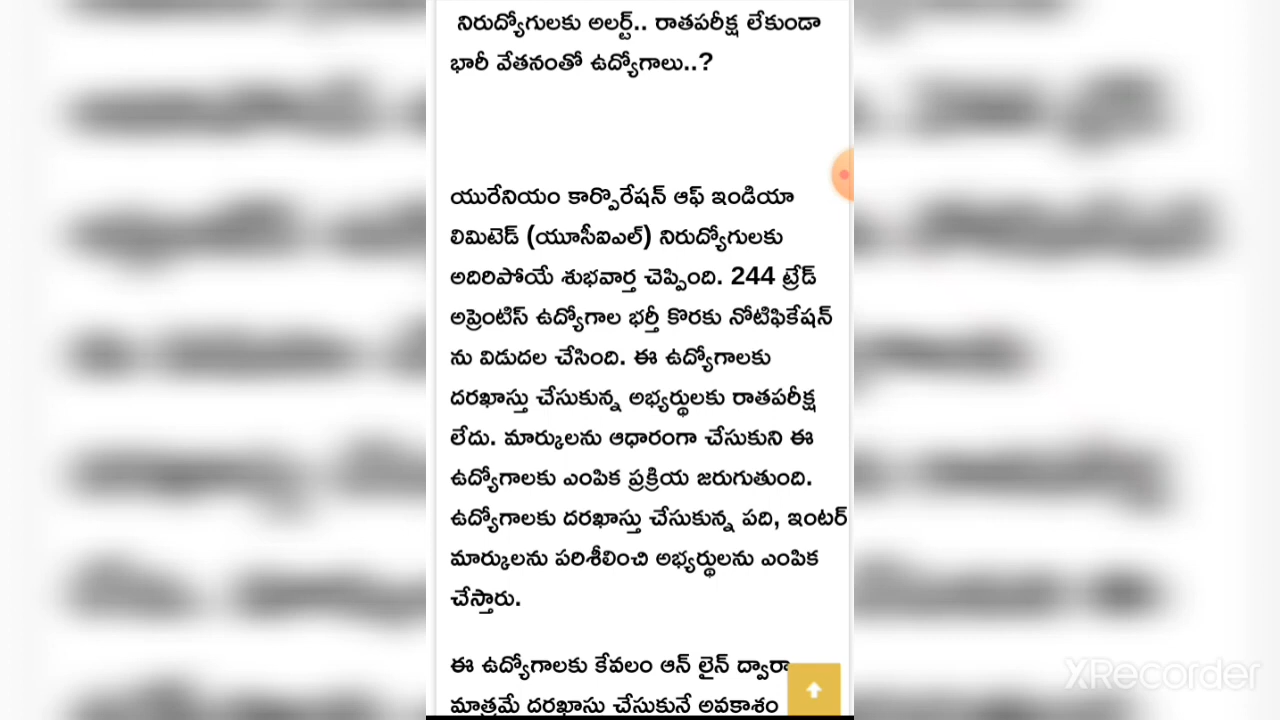 నిరుద్యోగులకు అలర్ట్.. రాతపరీక్ష లేకుండా
భారీ వేతనంతో ఉద్యోగాలు..?
యురేనియం కార్పొరేషన్ ఆఫ్ ఇండియా
లిమిటెడ్ (యూసీఐఎల్) నిరుద్యోగులకు
అదిరిపోయే శుభవార్త చెప్పింది. 244 ట్రేడ్
అప్రెంటిస్ ఉద్యోగాల భర్తీ కొరకు నోటిఫికేషన్
ను విడుదల చేసింది. ఈ ఉద్యోగాలకు
దరఖాస్తు చేసుకున్న అభ్యర్థులకు రాతపరీక్ష
లేదు. మార్కులను ఆధారంగా చేసుకుని ఈ
ఉద్యోగాలకు ఎంపిక ప్రక్రియ జరుగుతుంది.
ఉద్యోగాలకు దరఖాస్తు చేసుకున్న పది, ఇంటర్
మార్కులను పరిశీలించి అభ్యర్థులను ఎంపిక
చేస్తారు.
ఈ ఉద్యోగాలకు కేవలం ఆన్ లైన్ ద్వారా
మాత్రమే దరఖాస్తు చేసుకునే అవకాశం
XRecorder